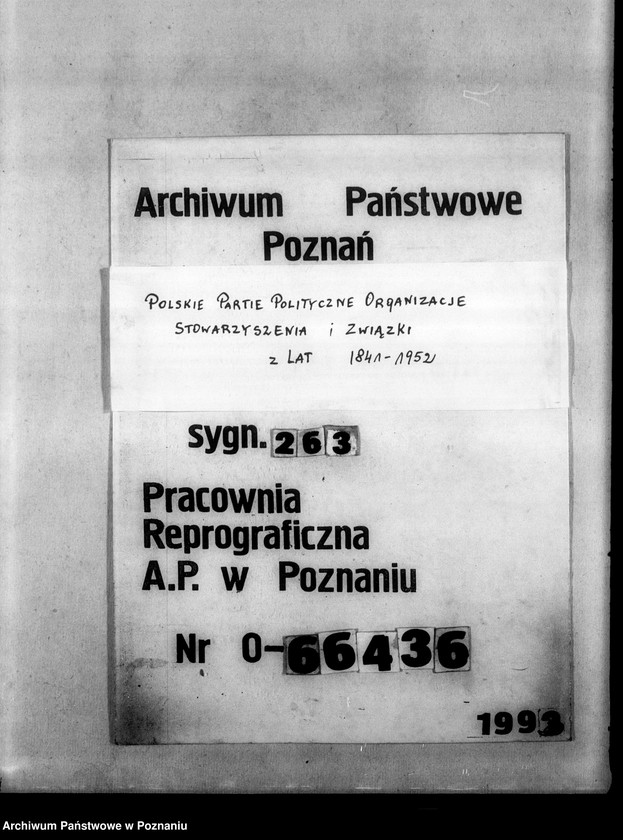 Archiwum Państwowe
Poznań
POLSKIE PARTIE POLITYCZNE ORGANIZACJE
STOWARZYSZENIA i ZWIĄZKI
z LAT 1841-1952
sygn. 263
Pracownia
Reprograficzna
A.P. w Poznaniu
Nr 0-66436
1993
Archiwum Państwowe w Poznaniu